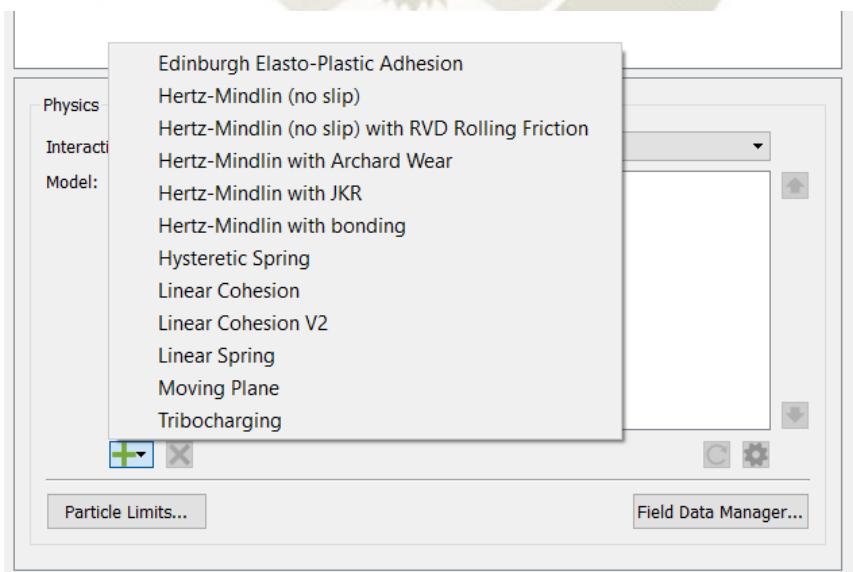 Edinburgh Elasto-Plastic Adhesion
Hertz-Mindlin (no slip)
Physics
Hertz-Mindlin (no slip) with RVD Rolling Friction
Interacti
Hertz-Mindlin with Archard Wear
Model:
Hertz-Mindlin with JKR
Hertz-Mindlin with bonding
Hysteretic Spring
Linear Cohesion
Linear Cohesion V2
Linear Spring
Moving Plane
Tribocharging
Particle Limits...
Field Data Manager...